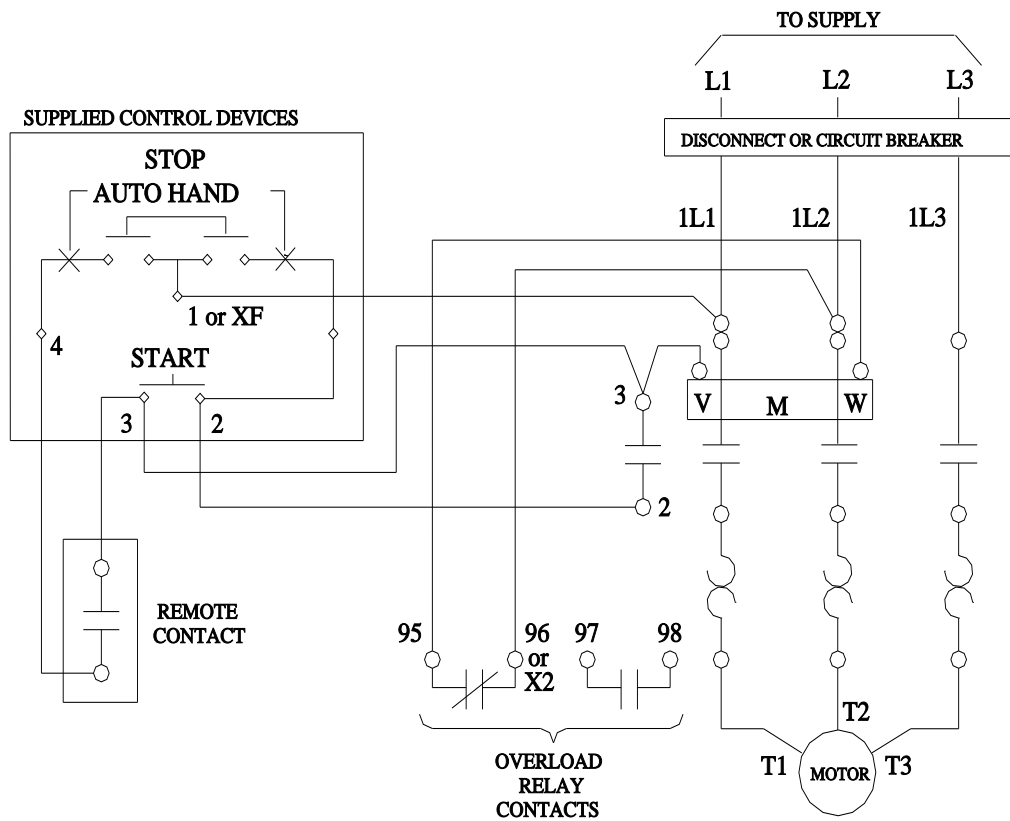 TO SUPPLY
L1 L2 L3
SUPPLIED CONTROL DEVICES
DISCONNECT OR CIRCUIT BREAKER
STOP
AUTO HAND
1L1 1L2 1L3
1 or XF
4
START
3 2
3
V M W
2
REMOTE
CONTACT
95 96 97 98
or
X2
T2
T1 MOTOR T3
OVERLOAD
RELAY
CONTACTS